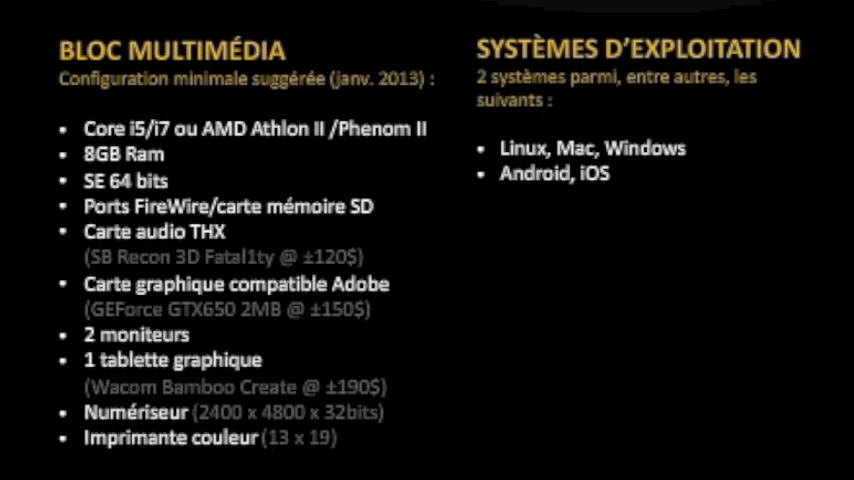 BLOC MULTIMÉDIA
Configuration minimale suggérée (janv. 2013) :
• Core i5/i7 ou AMD Athlon II /Phenom II
• 8GB Ram
• SE 64 bits
• Ports FireWire/carte mémoire SD
• Carte audio THX
(SB Recon 3D Fatal1ty @ ±120$)
• Carte graphique compatible Adobe
(GEForce GTX650 2MB @ ±150$)
• 2 moniteurs
• 1 tablette graphique
(Wacom Bamboo Create @ ±190$)
• Numériseur (2400 x 4800 x 32bits)
• Imprimante couleur (13 x 19)
SYSTÈMES D'EXPLOITATION
2 systèmes parmi, entre autres, les
suivants :
• Linux, Mac, Windows
• Android, iOS